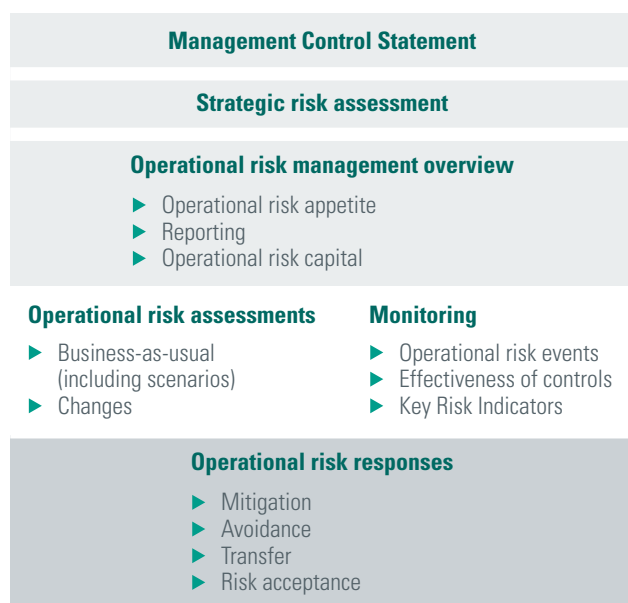 Management Control Statement
Strategic risk assessment
Operational risk management overview
Operational risk appetite
Reporting
Operational risk capital
Operational risk assessments
Business-as-usual
(including scenarios)
Changes
Monitoring
Operational risk events
Effectiveness of controls
Key Risk Indicators
Operational risk responses
Mitigation
Avoidance
Transfer
Risk acceptance